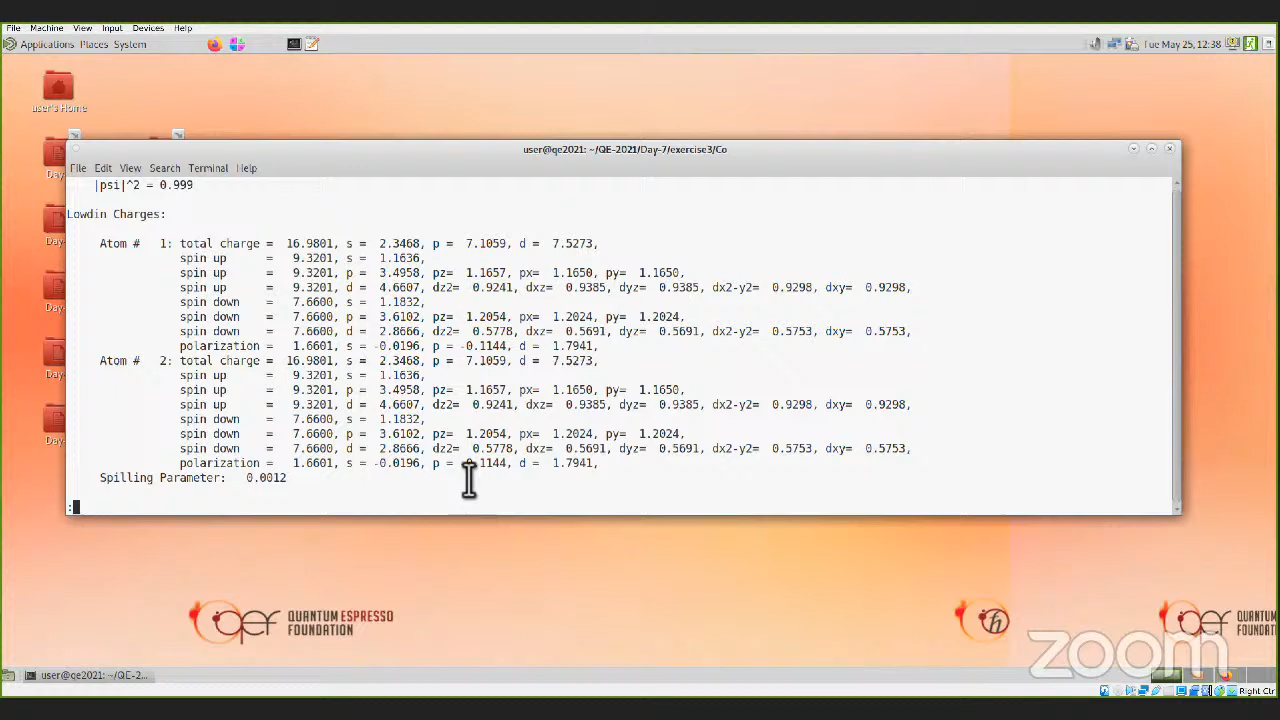 File Machine View Input Devices Help
Applications Places System
Tue May 25, 12:38
user's Home
user@qe2021: ~/QE-2021/Day-7/exercise3/Co
File Edit View Search Terminal Help
|psi|^2 = 0.999
Lowdin Charges:
Atom # 1: total charge = 16.9801, s = 2.3468, p = 7.1059, d = 7.5273,
spin up = 9.3201, s = 1.1636,
spin up = 9.3201, p = 3.4958, pz= 1.1657, px= 1.1650, py= 1.1650,
spin up = 9.3201, d = 4.6607, dz2= 0.9241, dxz= 0.9385, dyz= 0.9385, dx2-y2= 0.9298, dxy= 0.9298,
spin down = 7.6600, s = 1.1832,
spin down = 7.6600, p = 3.6102, pz= 1.2054, px= 1.2024, py= 1.2024,
spin down = 7.6600, d = 2.8666, dz2= 0.5778, dxz= 0.5691, dyz= 0.5691, dx2-y2= 0.5753, dxy= 0.5753,
polarization = 1.6601, s = -0.0196, p = -0.1144, d = 1.7941,
Atom # 2: total charge = 16.9801, s = 2.3468, p = 7.1059, d = 7.5273,
spin up = 9.3201, s = 1.1636,
spin up = 9.3201, p = 3.4958, pz= 1.1657, px= 1.1650, py= 1.1650,
spin up = 9.3201, d = 4.6607, dz2= 0.9241, dxz= 0.9385, dyz= 0.9385, dx2-y2= 0.9298, dxy= 0.9298,
spin down = 7.6600, s = 1.1832,
spin down = 7.6600, p = 3.6102, pz= 1.2054, px= 1.2024, py= 1.2024,
spin down = 7.6600, d = 2.8666, dz2= 0.5778, dxz= 0.5691, dyz= 0.5691, dx2-y2= 0.5753, dxy= 0.5753,
polarization = 1.6601, s = -0.0196, p = .1144, d = 1.7941,
Spilling Parameter: 0.0012
:
Day
Day
Day
Day
Day
qef QUANTUM ESPRESSO
FOUNDATION
ħ
qef QUANTU
FOUNDAT
zoom
user@qe2021: ~/QE-2...
Right Ctr